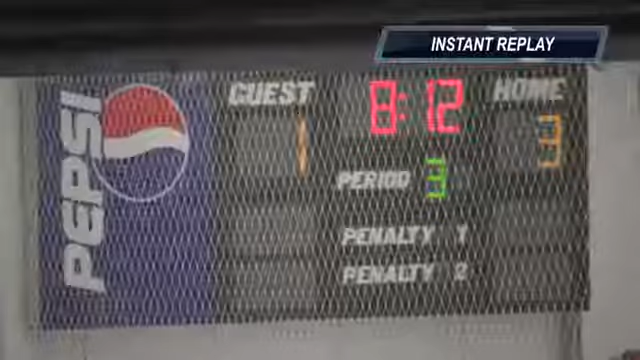 INSTANT REPLAY
PEPSI
GUEST 8:12 HOME
1 3
PERIOD 3
PENALTY 1
PENALTY 2